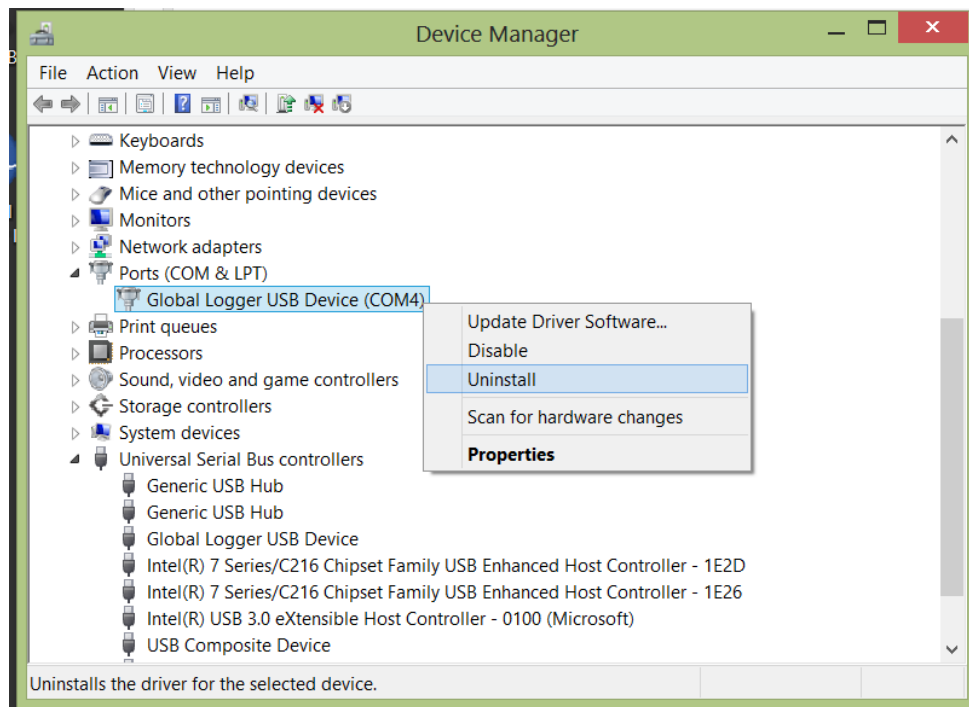 Device Manager
File Action View Help
Keyboards
Memory technology devices
Mice and other pointing devices
Monitors
Network adapters
Ports (COM & LPT)
Global Logger USB Device (COM4)
Update Driver Software...
Disable
Uninstall
Scan for hardware changes
Properties
Print queues
Processors
Sound, video and game controllers
Storage controllers
System devices
Universal Serial Bus controllers
Generic USB Hub
Generic USB Hub
Global Logger USB Device
Intel(R) 7 Series/C216 Chipset Family USB Enhanced Host Controller - 1E2D
Intel(R) 7 Series/C216 Chipset Family USB Enhanced Host Controller - 1E26
Intel(R) USB 3.0 eXtensible Host Controller - 0100 (Microsoft)
USB Composite Device
Uninstalls the driver for the selected device.